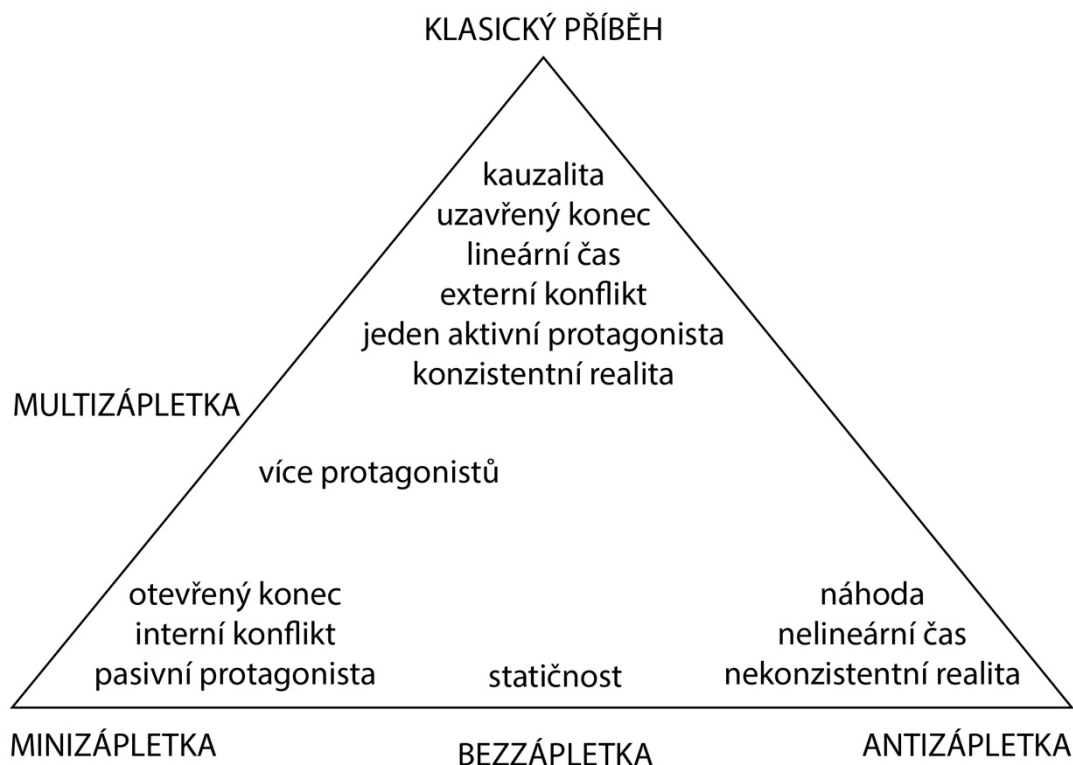 KLASICKÝ PŘÍBĚH
kauzalita
uzavřený konec
lineární čas
externí konflikt
jeden aktivní protagonista
konzistentní realita
MULTIZÁPLETKA
více protagonistů
otevřený konec
interní konflikt
pasivní protagonista
statičnost
náhoda
nelineární čas
nekonzistentní realita
MINIZÁPLETKA
BEZZÁPLETKA
ANTIZÁPLETKA